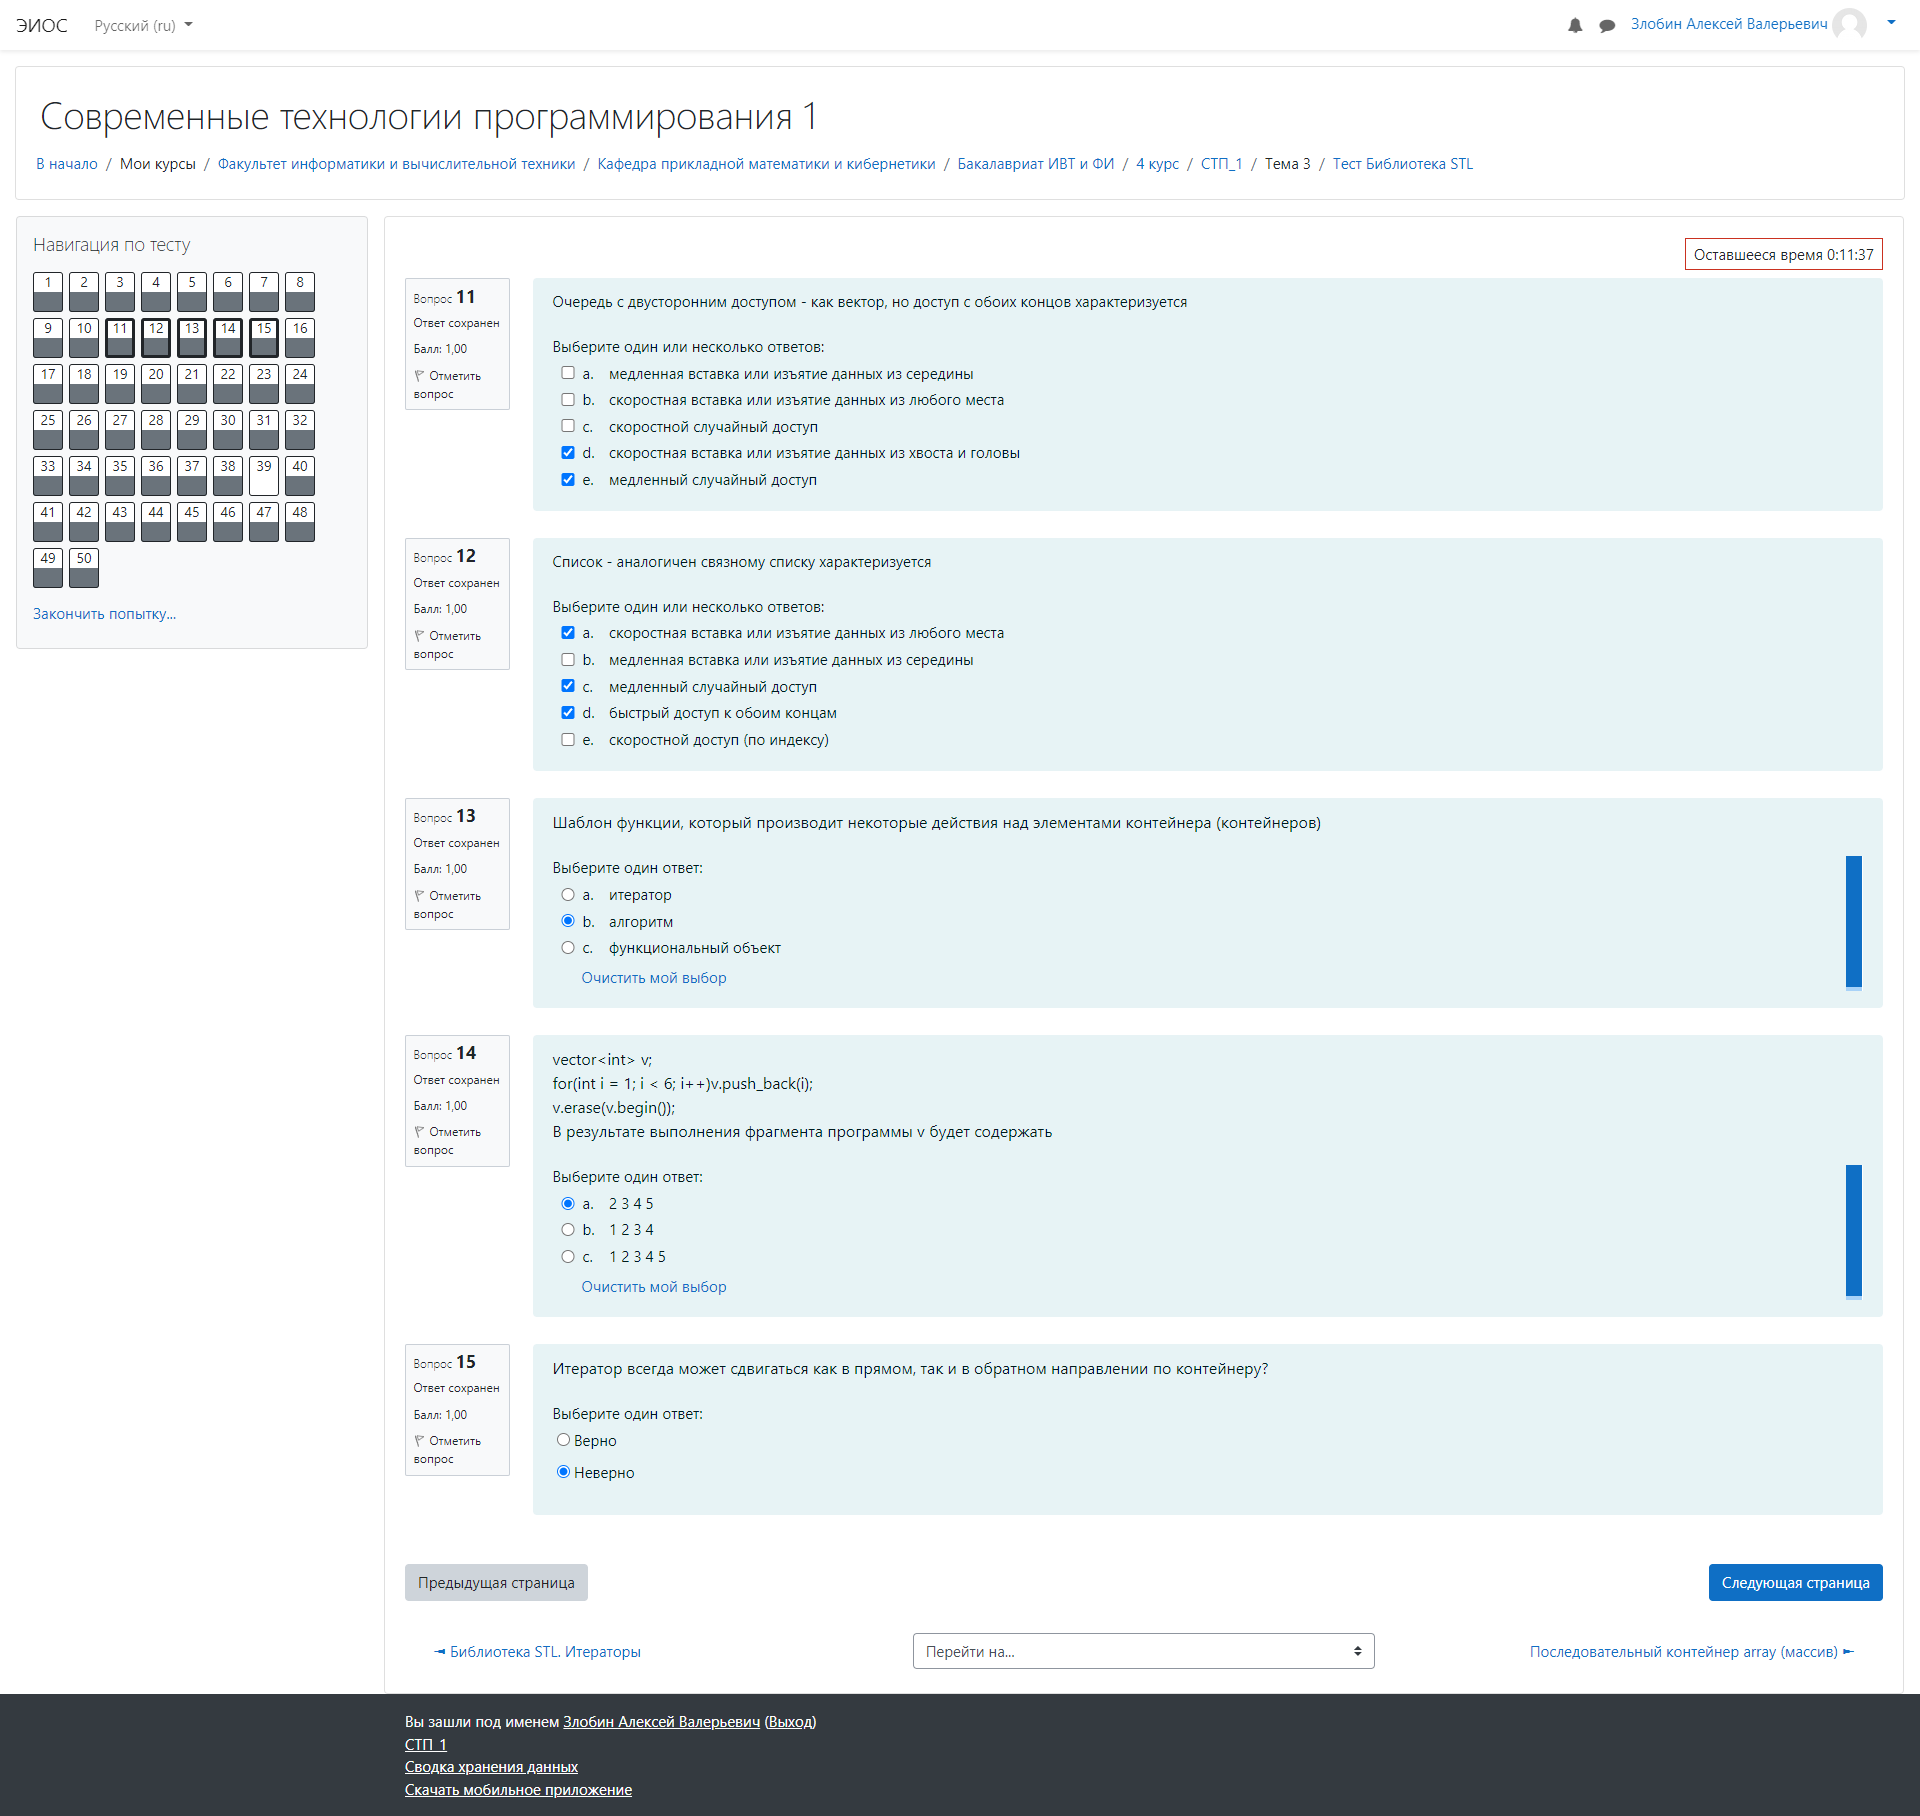 ЭИОС Русский (ru) Злобин Алексей Валерьевич
Современные технологии программирования 1
В начало / Мои курсы / Факультет информатики и вычислительной техники / Кафедра прикладной математики и кибернетики / Бакалавриат ИВТ и ФИ / 4 курс / СТП_1 / Тема 3 / Тест Библиотека STL
Навигация по тесту
1 2 3 4 5 6 7 8
9 10 11 12 13 14 15 16
17 18 19 20 21 22 23 24
25 26 27 28 29 30 31 32
33 34 35 36 37 38 39 40
41 42 43 44 45 46 47 48
49 50
Закончить попытку...
Оставшееся время 0:11:37
Вопрос 11
Ответ сохранен
Балл: 1,00
Отметить
вопрос
Очередь с двусторонним доступом - как вектор, но доступ с обоих концов характеризуется
Выберите один или несколько ответов:
a. медленная вставка или изъятие данных из середины
b. скоростная вставка или изъятие данных из любого места
c. скоростной случайный доступ
d. скоростная вставка или изъятие данных из хвоста и головы
e. медленный случайный доступ
Вопрос 12
Ответ сохранен
Балл: 1,00
Отметить
вопрос
Список - аналогичен связному списку характеризуется
Выберите один или несколько ответов:
a. скоростная вставка или изъятие данных из любого места
b. медленная вставка или изъятие данных из середины
c. медленный случайный доступ
d. быстрый доступ к обоим концам
e. скоростной доступ (по индексу)
Вопрос 13
Ответ сохранен
Балл: 1,00
Отметить
вопрос
Шаблон функции, который производит некоторые действия над элементами контейнера (контейнеров)
Выберите один ответ:
a. итератор
b. алгоритм
c. функциональный объект
Очистить мой выбор
Вопрос 14
Ответ сохранен
Балл: 1,00
Отметить
вопрос
vector<int> v;
for(int i = 1; i < 6; i++)v.push_back(i);
v.erase(v.begin());
В результате выполнения фрагмента программы v будет содержать
Выберите один ответ:
a. 2 3 4 5
b. 1 2 3 4
c. 1 2 3 4 5
Очистить мой выбор
Вопрос 15
Ответ сохранен
Балл: 1,00
Отметить
вопрос
Итератор всегда может сдвигаться как в прямом, так и в обратном направлении по контейнеру?
Выберите один ответ:
Верно
Неверно
Предыдущая страница Следующая страница
◄ Библиотека STL. Итераторы Перейти на... Последовательный контейнер array (массив) ►
Вы зашли под именем Злобин Алексей Валерьевич (Выход)
СТП_1
Сводка хранения данных
Скачать мобильное приложение